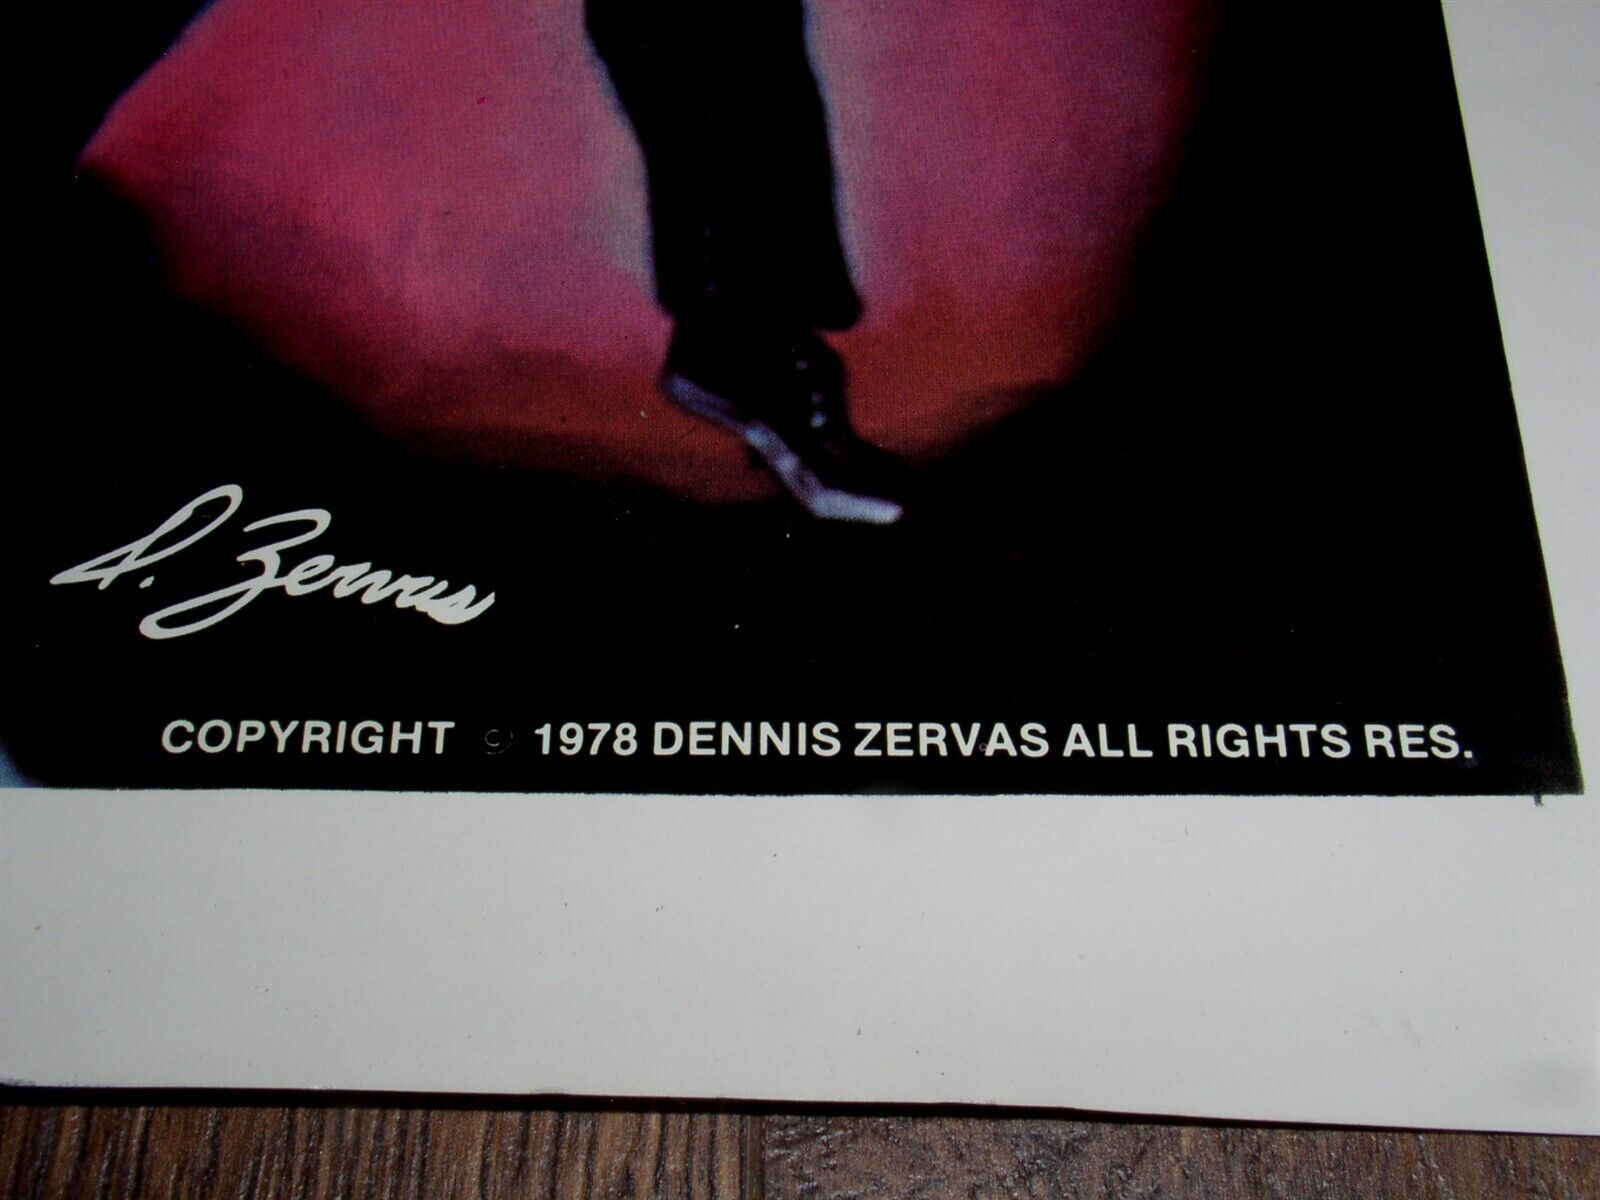 D. Zervas
COPYRIGHT © 1978 DENNIS ZERVAS ALL RIGHTS RES.